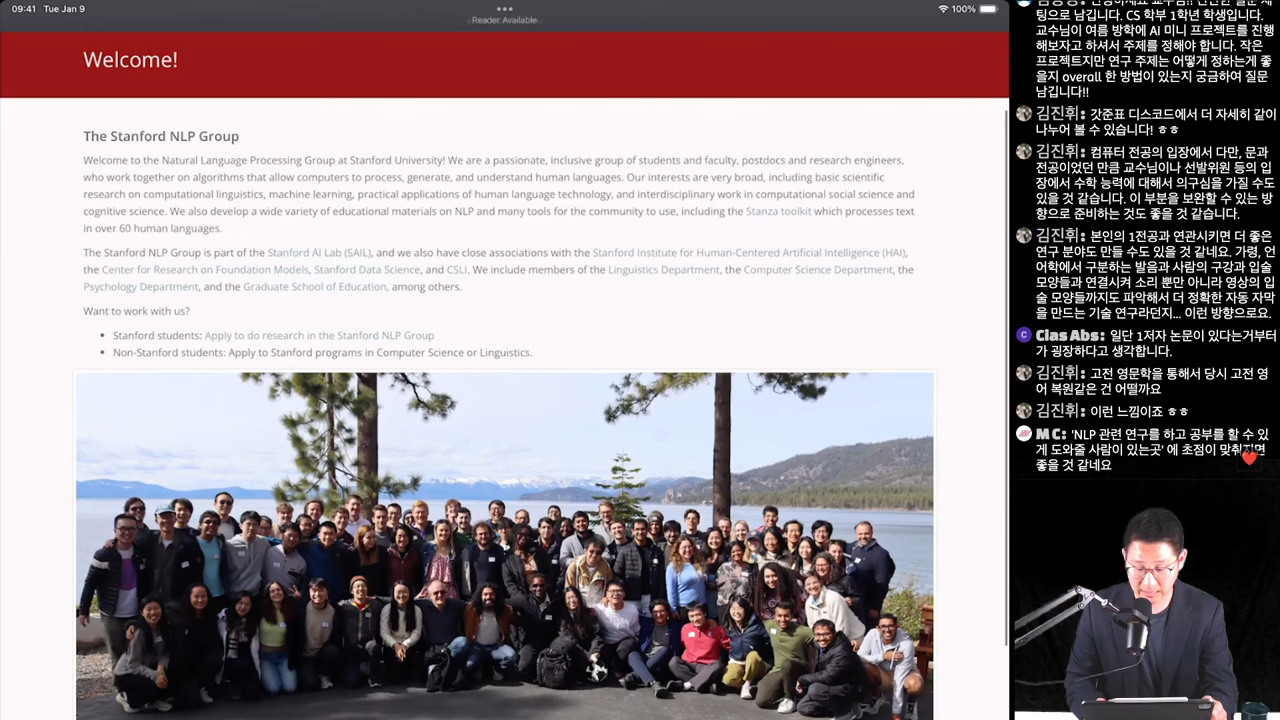 09:41 Tue Jan 9
Reader Available
100%
Welcome!
The Stanford NLP Group
Welcome to the Natural Language Processing Group at Stanford University! We are a passionate, inclusive group of students and faculty, postdocs and research engineers,
who work together on algorithms that allow computers to process, generate, and understand human languages. Our interests are very broad, including basic scientific
research on computational linguistics, machine learning, practical applications of human language technology, and interdisciplinary work in computational social science and
cognitive science. We also develop a wide variety of educational materials on NLP and many tools for the community to use, including the Stanza toolkit which processes text
in over 60 human languages.
The Stanford NLP Group is part of the Stanford AI Lab (SAIL), and we also have close associations with the Stanford Institute for Human-Centered Artificial Intelligence (HAI),
the Center for Research on Foundation Models, Stanford Data Science, and CSLI. We include members of the Linguistics Department, the Computer Science Department, the
Psychology Department, and the Graduate School of Education, among others.
Want to work with us?
• Stanford students: Apply to do research in the Stanford NLP Group
• Non-Stanford students: Apply to Stanford programs in Computer Science or Linguistics.
팅으로 남깁니다. CS 학부 1학년 학생입니다.
교수님이 여름 방학에 AI 미니 프로젝트를 진행
해보자고 하셔서 주제를 정해야 합니다. 작은
프로젝트지만 연구 주제는 어떻게 정하는게 좋
을지 overall 한 방법이 있는지 궁금하여 질문
남깁니다!!
김진휘: 갓준표 디스코드에서 더 자세히 같이
나누어 볼 수 있습니다! ㅎㅎ
김진휘: 컴퓨터 전공의 입장에서 다만, 문과
전공이었던 만큼 교수님이나 선발위원 등의 입
장에서 수학 능력에 대해서 의구심을 가질 수도
있을 것 같습니다. 이 부분을 보완할 수 있는 방
향으로 준비하는 것도 좋을 것 같습니다.
김진휘: 본인의 1전공과 연관시키면 더 좋은
연구 분야도 만들 수도 있을 것 같네요. 가령, 언
어학에서 구분하는 발음과 사람의 구강과 입술
모양들과 연결시켜 소리 뿐만 아니라 영상의 입
술 모양들까지도 파악해서 더 정확한 자동 자막
을 만드는 기술 연구라던지... 이런 방향으로요.
C Clas Abs: 일단 1저자 논문이 있다는거부터
가 굉장하다고 생각합니다.
김진휘: 고전 영문학을 통해서 당시 고전 영
어 복원같은 건 어떨까요
김진휘: 이런 느낌이죠 ㅎㅎ
M C: 'NLP 관련 연구를 하고 공부를 할 수 있
게 도와줄 사람이 있는곳' 에 초점이 맞춰지면
좋을 것 같네요